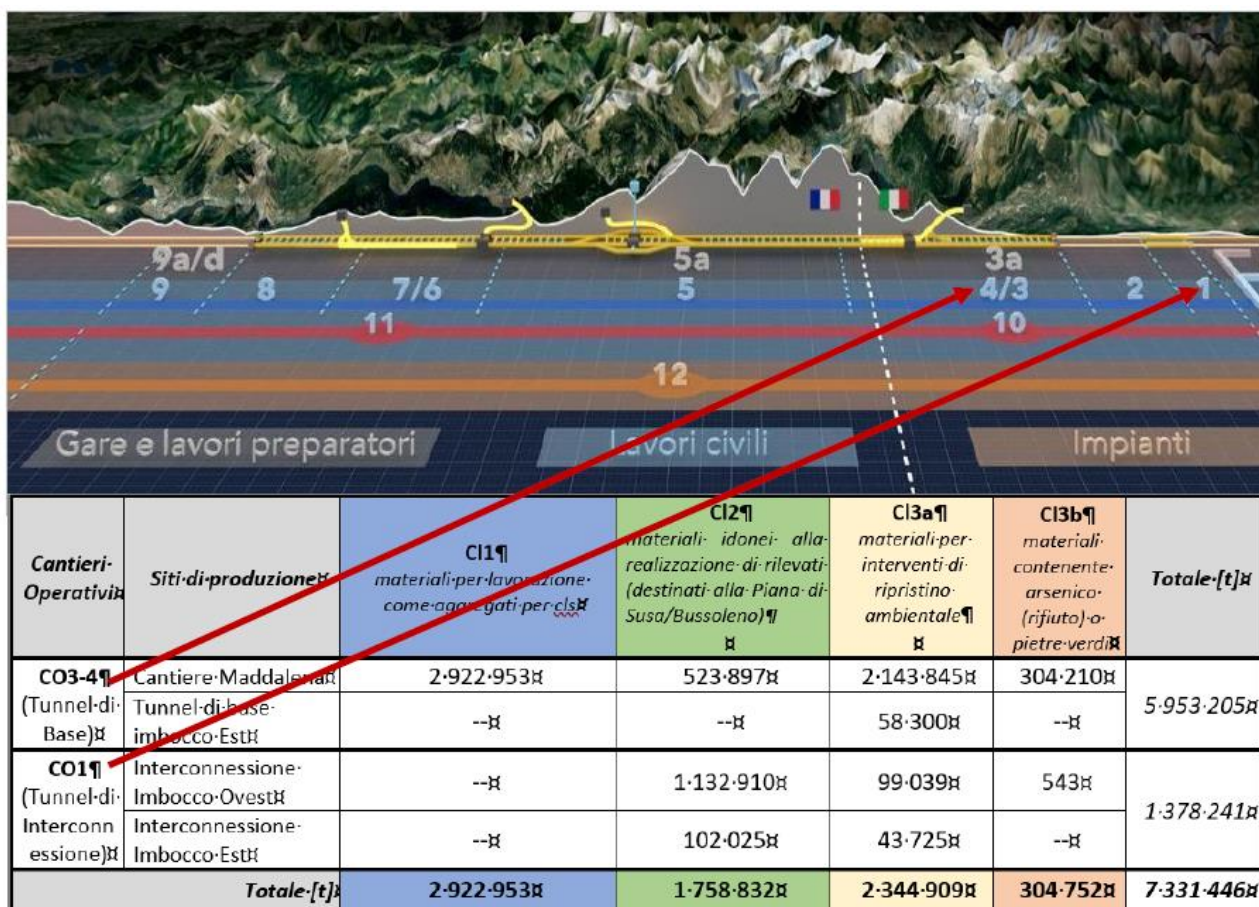 9a/d 5a 3a
9 8 7/6 5 4/3 2 1
11 10
12
Gare e lavori preparatori Lavori civili Impianti
Cantieri·
Operativi¤
Siti·di·produzione¤
Cl1¶
materiali·per·lavorazione·
come·aggregati·per·cls¤
Cl2¶
materiali· idonei· alla·
realizzazione·di·rilevati·
(destinati·alla·Piana·di·
Susa/Bussoleno)¶
¤
Cl3a¶
materiali·per·
interventi·di·
ripristino·
ambientale¶
¤
Cl3b¶
materiali·
contenente·
arsenico·
(rifiuto)·o·
pietre·verdi¤
Totale·[t]¤
CO3-4¶
(Tunnel·di·
Base)¤
Cantiere·Maddalena¤ 2·922·953¤ 523·897¤ 2·143·845¤ 304·210¤
Tunnel·di·base·
imbocco·Est¤
--¤ --¤ 58·300¤ --¤
5·953·205¤
CO1¶
(Tunnel·di·
Interconn
essione)¤
Interconnessione·
Imbocco·Ovest¤
--¤ 1·132·910¤ 99·039¤ 543¤
Interconnessione·
Imbocco·Est¤
--¤ 102·025¤ 43·725¤ --¤
1·378·241¤
Totale·[t]¤ 2·922·953¤ 1·758·832¤ 2·344·909¤ 304·752¤ 7·331·446¤